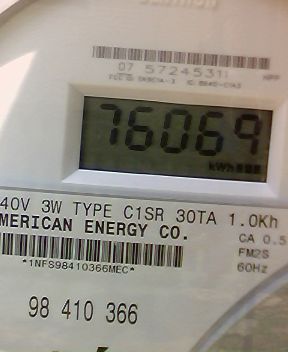 07 57245311
76069
kWh
40V 3W TYPE C1SR 30TA 1.0Kh
MERICAN ENERGY CO.
CA 0.5
FM2S
*1NFS98410366MEC*
60Hz
98 410 366